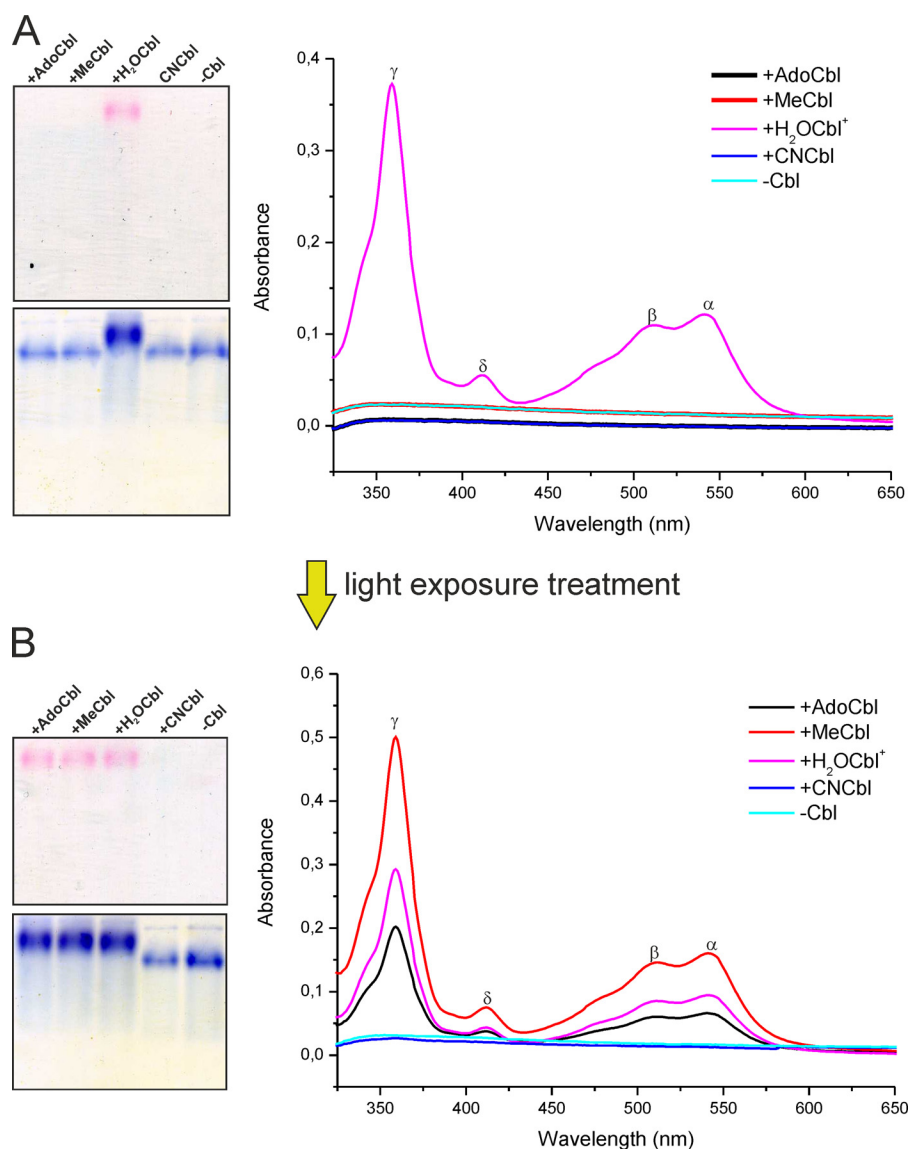 A
+AdoCbl
+MeCbl
+H₂OCbl
CNCbl
-Cbl
0,4
0,3
0,2
0,1
0,0
Absorbance
γ
δ
β
α
+AdoCbl
+MeCbl
+H₂OCbl⁺
+CNCbl
-Cbl
350 400 450 500 550 600 650
Wavelength (nm)
light exposure treatment
B
+AdoCbl
+MeCbl
+H₂OCbl
+CNCbl
-Cbl
0,6
0,5
0,4
0,3
0,2
0,1
0,0
Absorbance
γ
δ
β
α
+AdoCbl
+MeCbl
+H₂OCbl⁺
+CNCbl
-Cbl
350 400 450 500 550 600 650
Wavelength (nm)